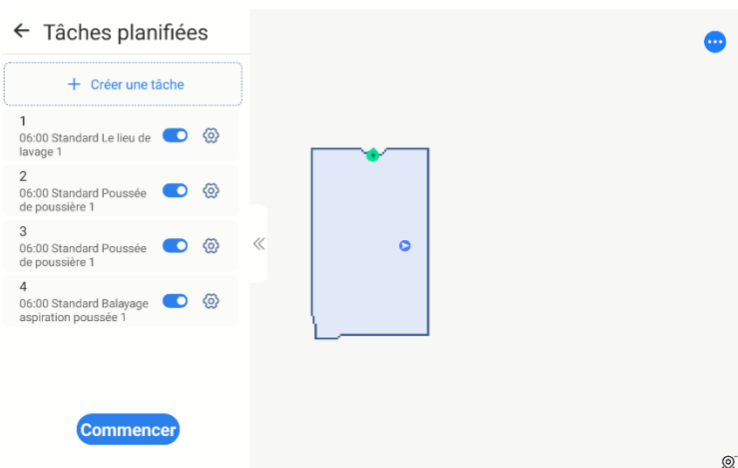 Tâches planifiées
+ Créer une tâche
1
06:00 Standard Le lieu de
lavage 1
2
06:00 Standard Poussée
de poussière 1
3
06:00 Standard Poussée
de poussière 1
4
06:00 Standard Balayage
aspiration poussée 1
Commencer